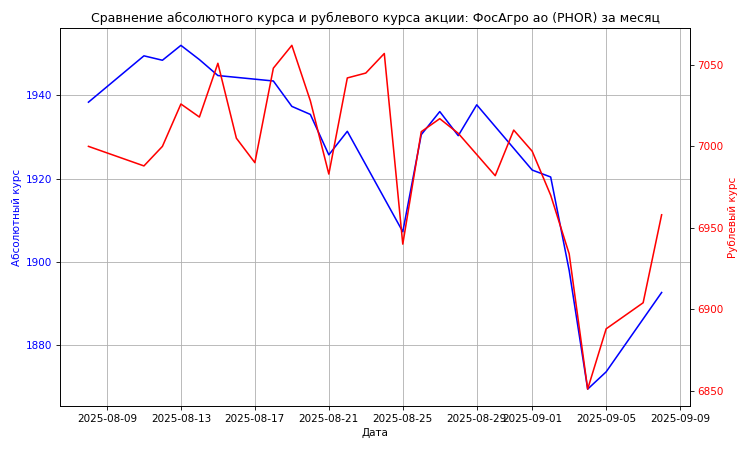 Сравнение абсолютного курса и рублевого курса акции: ФосАгро ао (PHOR) за месяц
Абсолютный курс
1940
1920
1900
1880
7050
7000
6950
6900
6850
Рублевый курс
2025-08-09 2025-08-13 2025-08-17 2025-08-21 2025-08-25 2025-08-29 2025-09-01 2025-09-05 2025-09-09
Дата